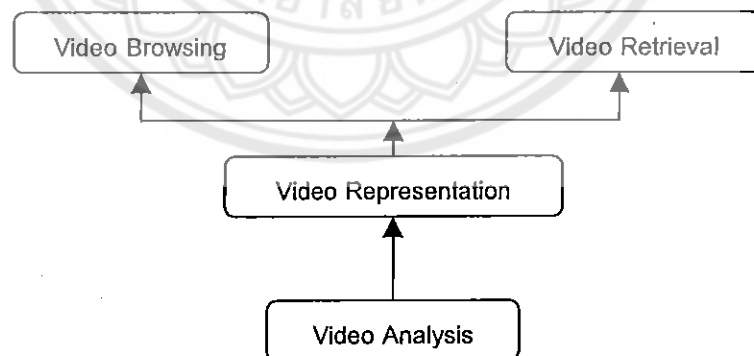 Video Browsing
Video Retrieval
Video Representation
Video Analysis